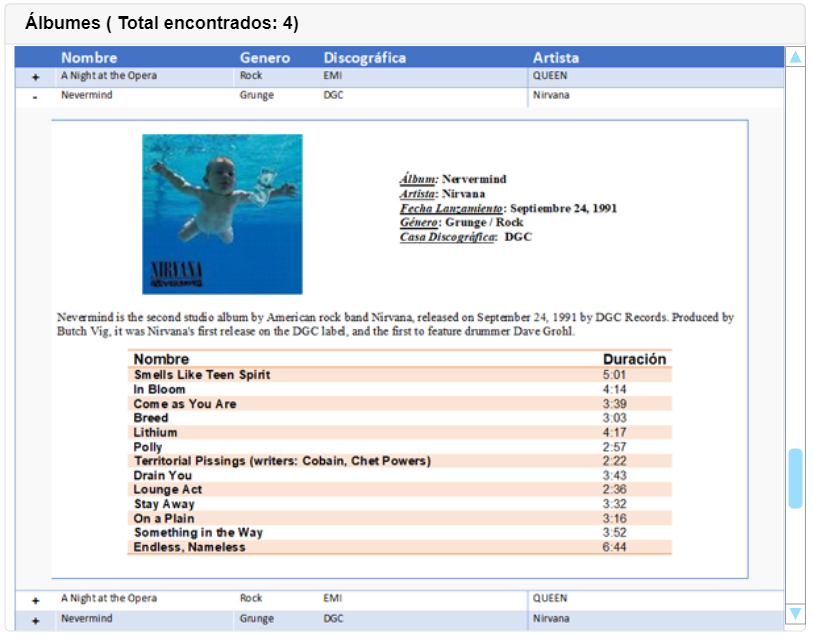 Álbumes ( Total encontrados: 4)
Nombre Genero Discográfica Artista
+ A Night at the Opera Rock EMI QUEEN
- Nevermind Grunge DGC Nirvana
NIRVANA
NEVERMIND
Álbum: Nervermind
Artista: Nirvana
Fecha Lanzamiento: Septiembre 24, 1991
Género: Grunge / Rock
Casa Discográfica: DGC
Nevermind is the second studio album by American rock band Nirvana, released on September 24, 1991 by DGC Records. Produced by
Butch Vig, it was Nirvana's first release on the DGC label, and the first to feature drummer Dave Grohl.
Nombre Duración
Smells Like Teen Spirit 5:01
In Bloom 4:14
Come as You Are 3:39
Breed 3:03
Lithium 4:17
Polly 2:57
Territorial Pissings (writers: Cobain, Chet Powers) 2:22
Drain You 3:43
Lounge Act 2:36
Stay Away 3:32
On a Plain 3:16
Something in the Way 3:52
Endless, Nameless 6:44
+ A Night at the Opera Rock EMI QUEEN
+ Nevermind Grunge DGC Nirvana